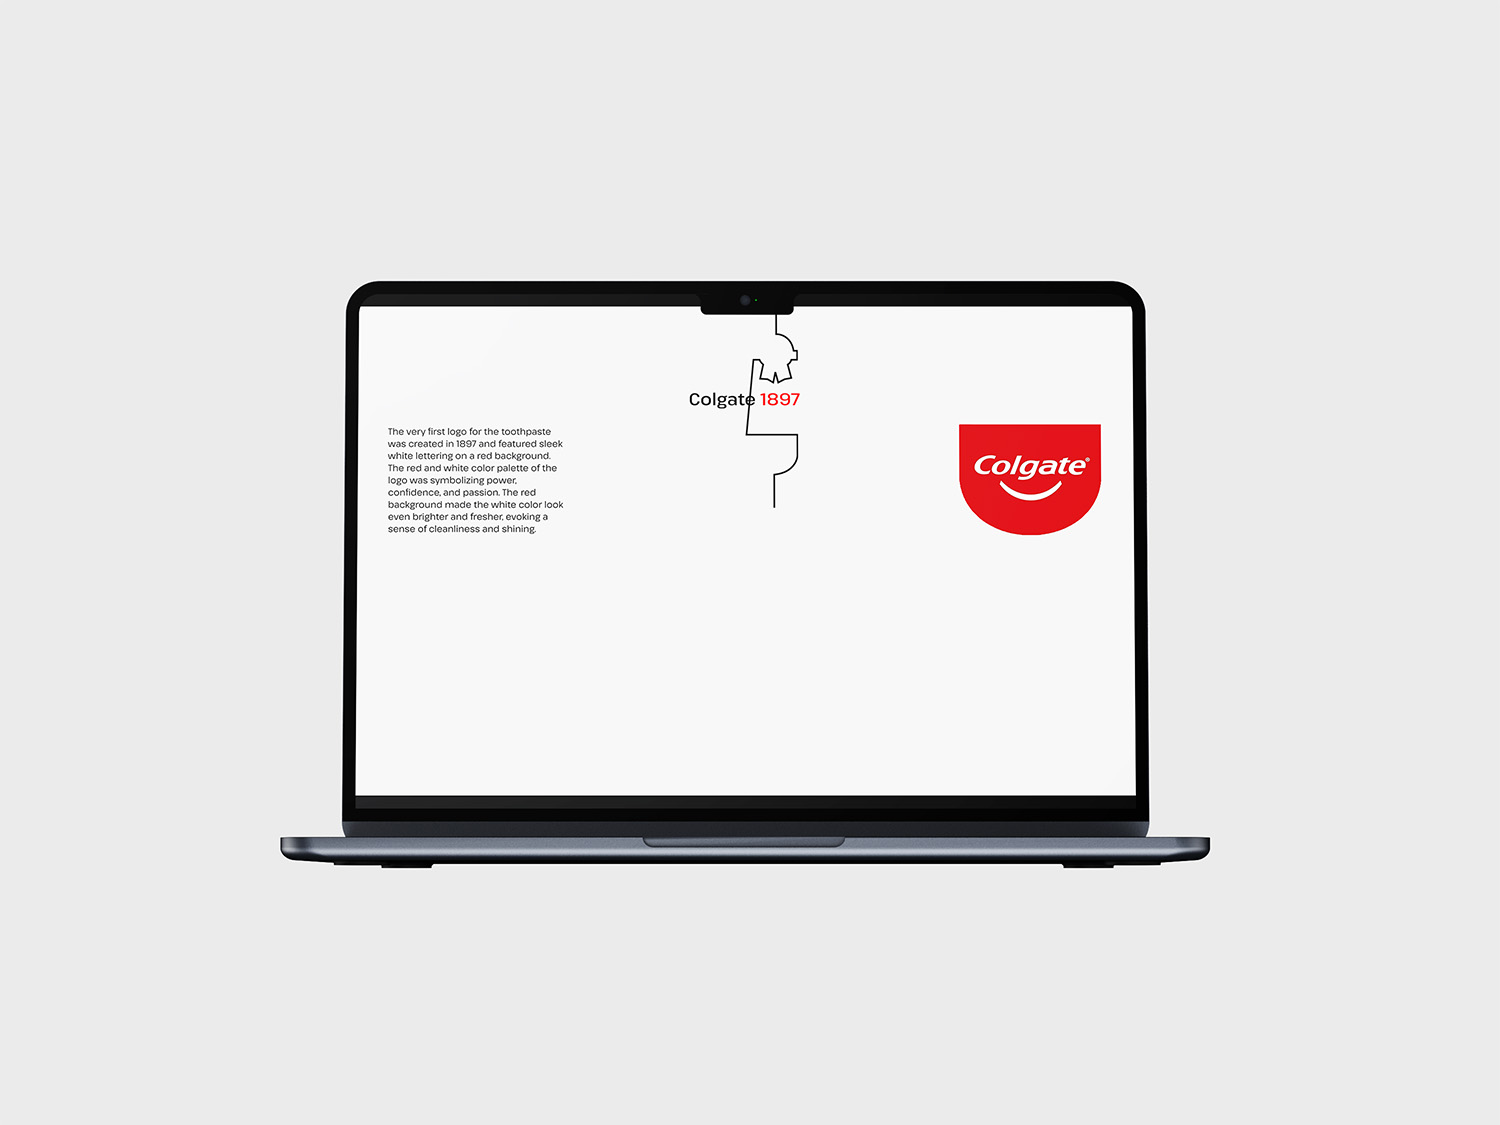 Colgate 1897
The very first logo for the toothpaste
was created in 1897 and featured sleek
white lettering on a red background.
The red and white color palette of the
logo was symbolizing power,
confidence, and passion. The red
background made the white color look
even brighter and fresher, evoking a
sense of cleanliness and shining.
Colgate®